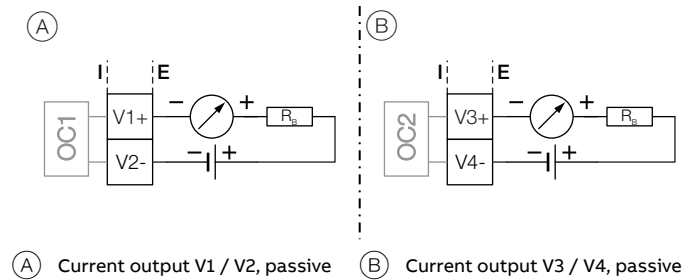 A
I E
OC1
V1+
− +
R_B
V2-
− +
B
I E
OC2
V3+
− +
R_B
V4-
− +
A Current output V1 / V2, passive
B Current output V3 / V4, passive